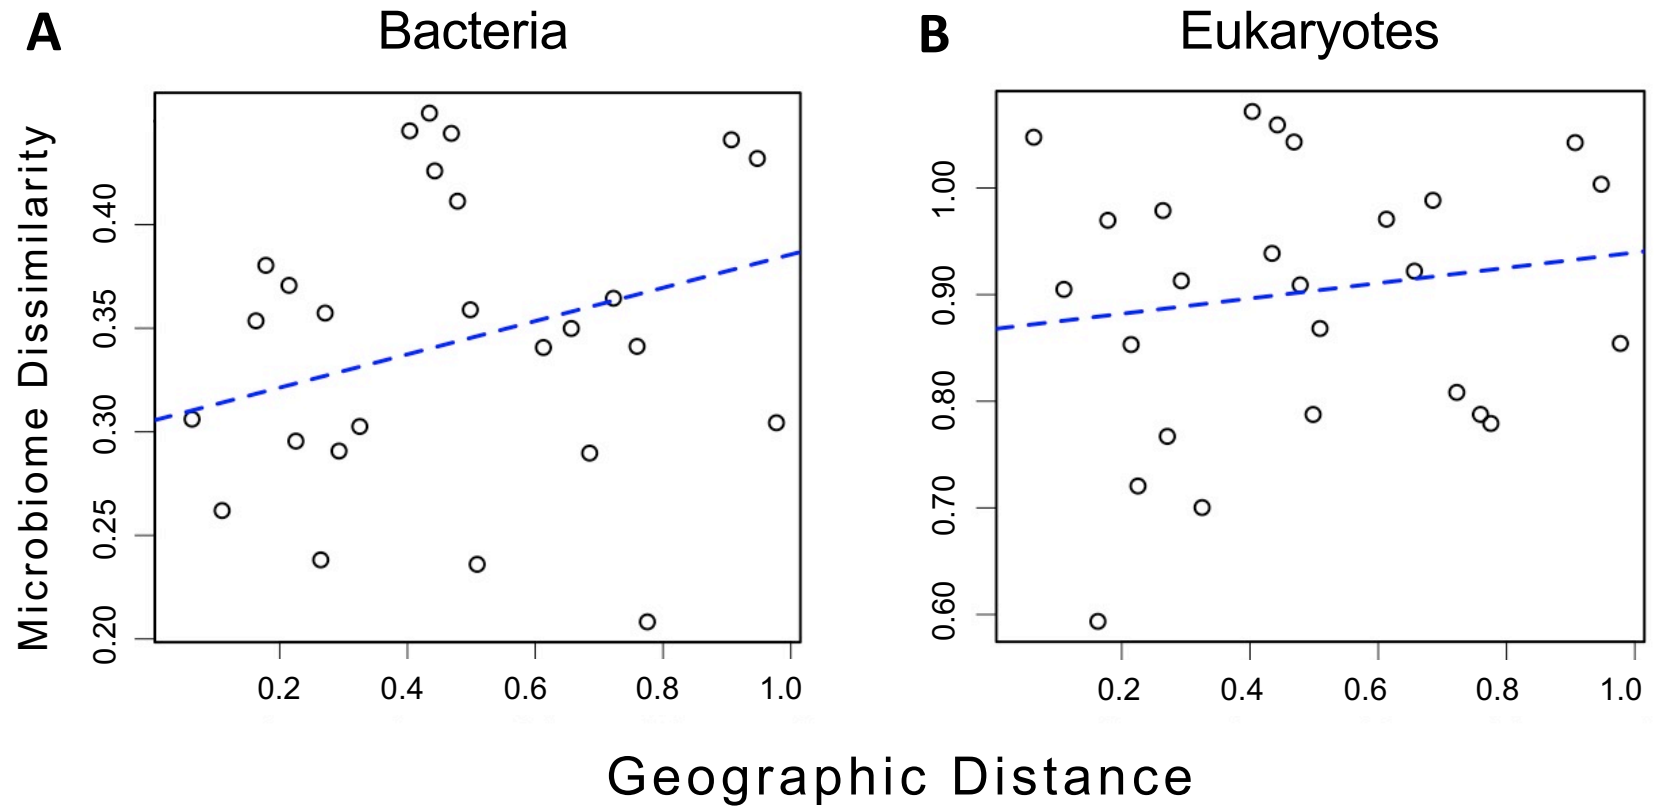 A Bacteria
B Eukaryotes
Microbiome Dissimilarity
0.40
0.35
0.30
0.25
0.20
0.2 0.4 0.6 0.8 1.0
1.00
0.90
0.80
0.70
0.60
0.2 0.4 0.6 0.8 1.0
Geographic Distance